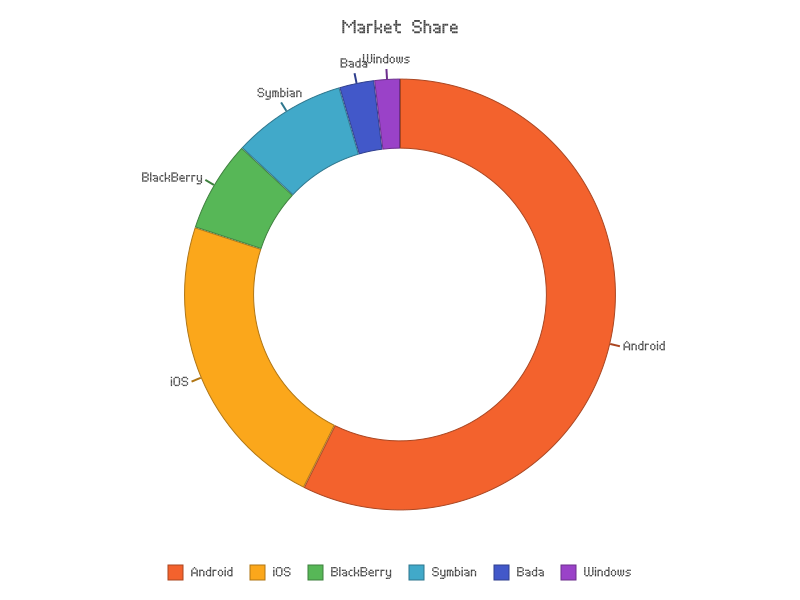 Market Share
Windows
Bada
Symbian
BlackBerry
Android
iOS
Android iOS BlackBerry Symbian Bada Windows